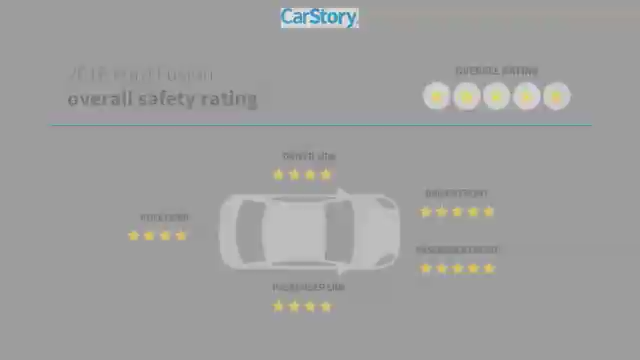 CarStory
overall safety rating
OVERALL RATING
DRIVER SIDE
ROLLOVER
DRIVER FRONT
PASSENGER FRONT
PASSENGER SIDE